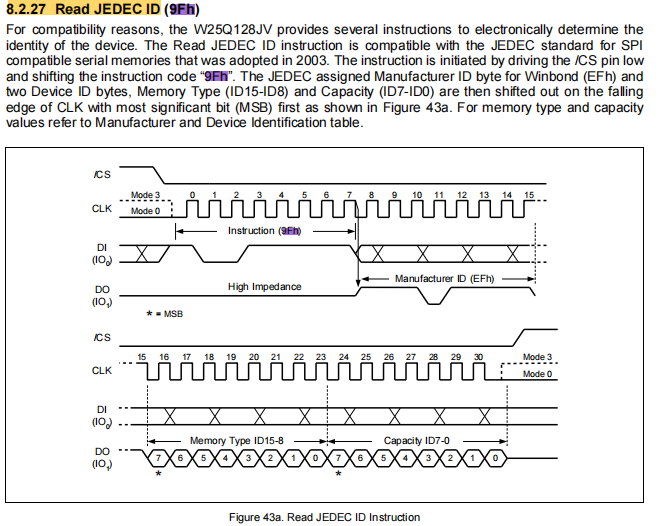 8.2.27 Read JEDEC ID (9Fh)
For compatibility reasons, the W25Q128JV provides several instructions to electronically determine the
identity of the device. The Read JEDEC ID instruction is compatible with the JEDEC standard for SPI
compatible serial memories that was adopted in 2003. The instruction is initiated by driving the /CS pin low
and shifting the instruction code “9Fh”. The JEDEC assigned Manufacturer ID byte for Winbond (EFh) and
two Device ID bytes, Memory Type (ID15-ID8) and Capacity (ID7-ID0) are then shifted out on the falling
edge of CLK with most significant bit (MSB) first as shown in Figure 43a. For memory type and capacity
values refer to Manufacturer and Device Identification table.
/CS
Mode 3 0 1 2 3 4 5 6 7 8 9 10 11 12 13 14 15
CLK Mode 0
Instruction (9Fh)
DI
(IO0)
Manufacturer ID (EFh)
DO
(IO1)
High Impedance
* = MSB
/CS
15 16 17 18 19 20 21 22 23 24 25 26 27 28 29 30 Mode 3
CLK Mode 0
DI
(IO0)
Memory Type ID15-8 Capacity ID7-0
DO
(IO1)
7 6 5 4 3 2 1 0 7 6 5 4 3 2 1 0
* *
Figure 43a. Read JEDEC ID Instruction